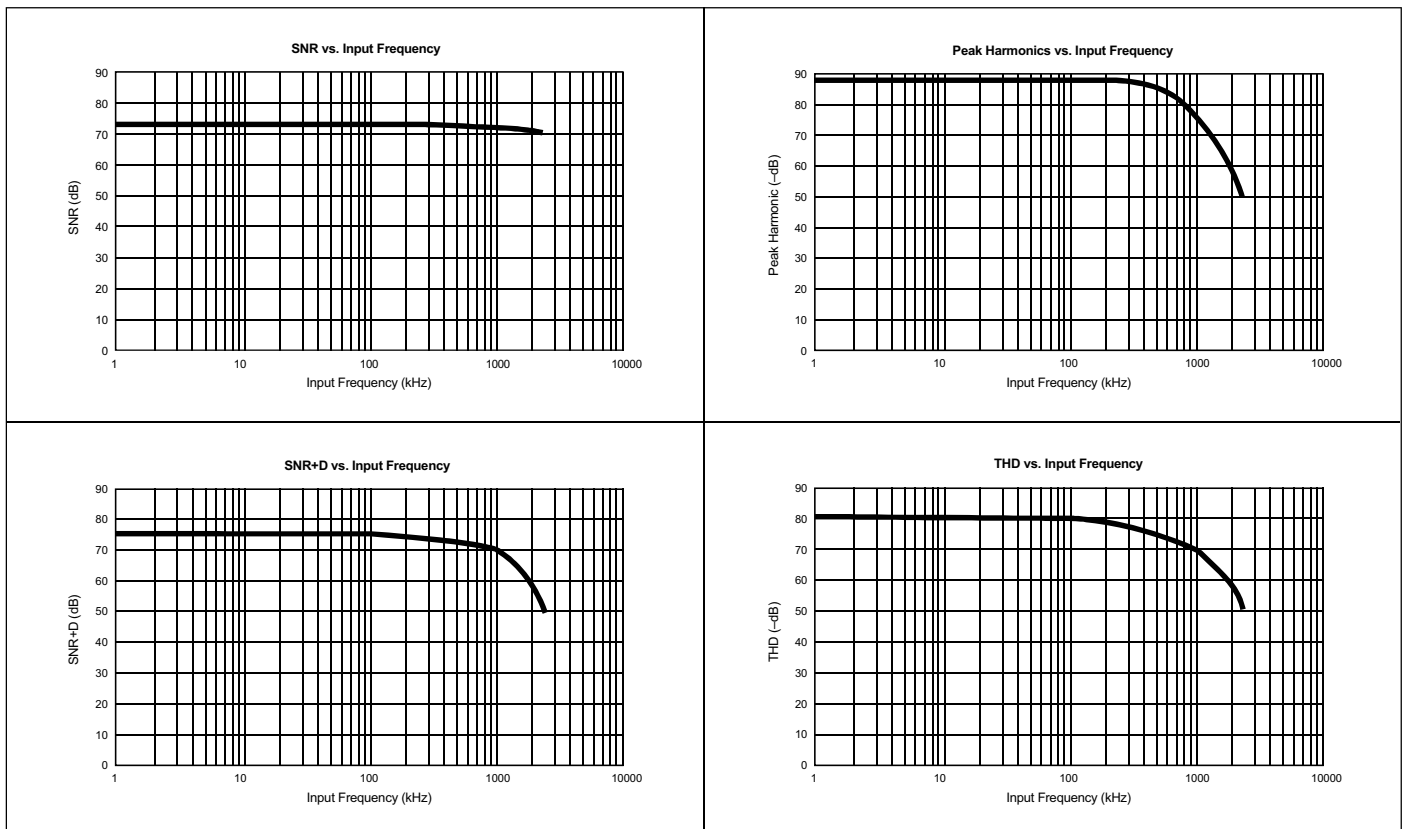 SNR vs. Input Frequency
SNR (dB)
90
80
70
60
50
40
30
20
10
0
1 10 100 1000 10000
Input Frequency (kHz)
Peak Harmonics vs. Input Frequency
Peak Harmonic (–dB)
90
80
70
60
50
40
30
20
10
0
1 10 100 1000 10000
Input Frequency (kHz)
SNR+D vs. Input Frequency
SNR+D (dB)
90
80
70
60
50
40
30
20
10
0
1 10 100 1000 10000
Input Frequency (kHz)
THD vs. Input Frequency
THD (–dB)
90
80
70
60
50
40
30
20
10
0
1 10 100 1000 10000
Input Frequency (kHz)